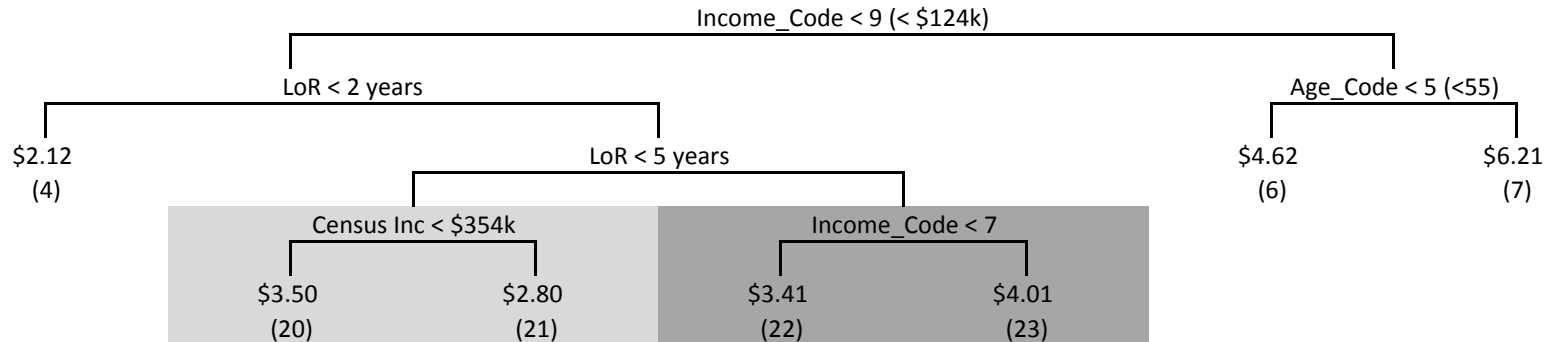 Income_Code < 9 (< $124k)
LoR < 2 years
Age_Code < 5 (<55)
$2.12
(4)
LoR < 5 years
$4.62
(6)
$6.21
(7)
Census Inc < $354k
Income_Code < 7
$3.50
(20)
$2.80
(21)
$3.41
(22)
$4.01
(23)